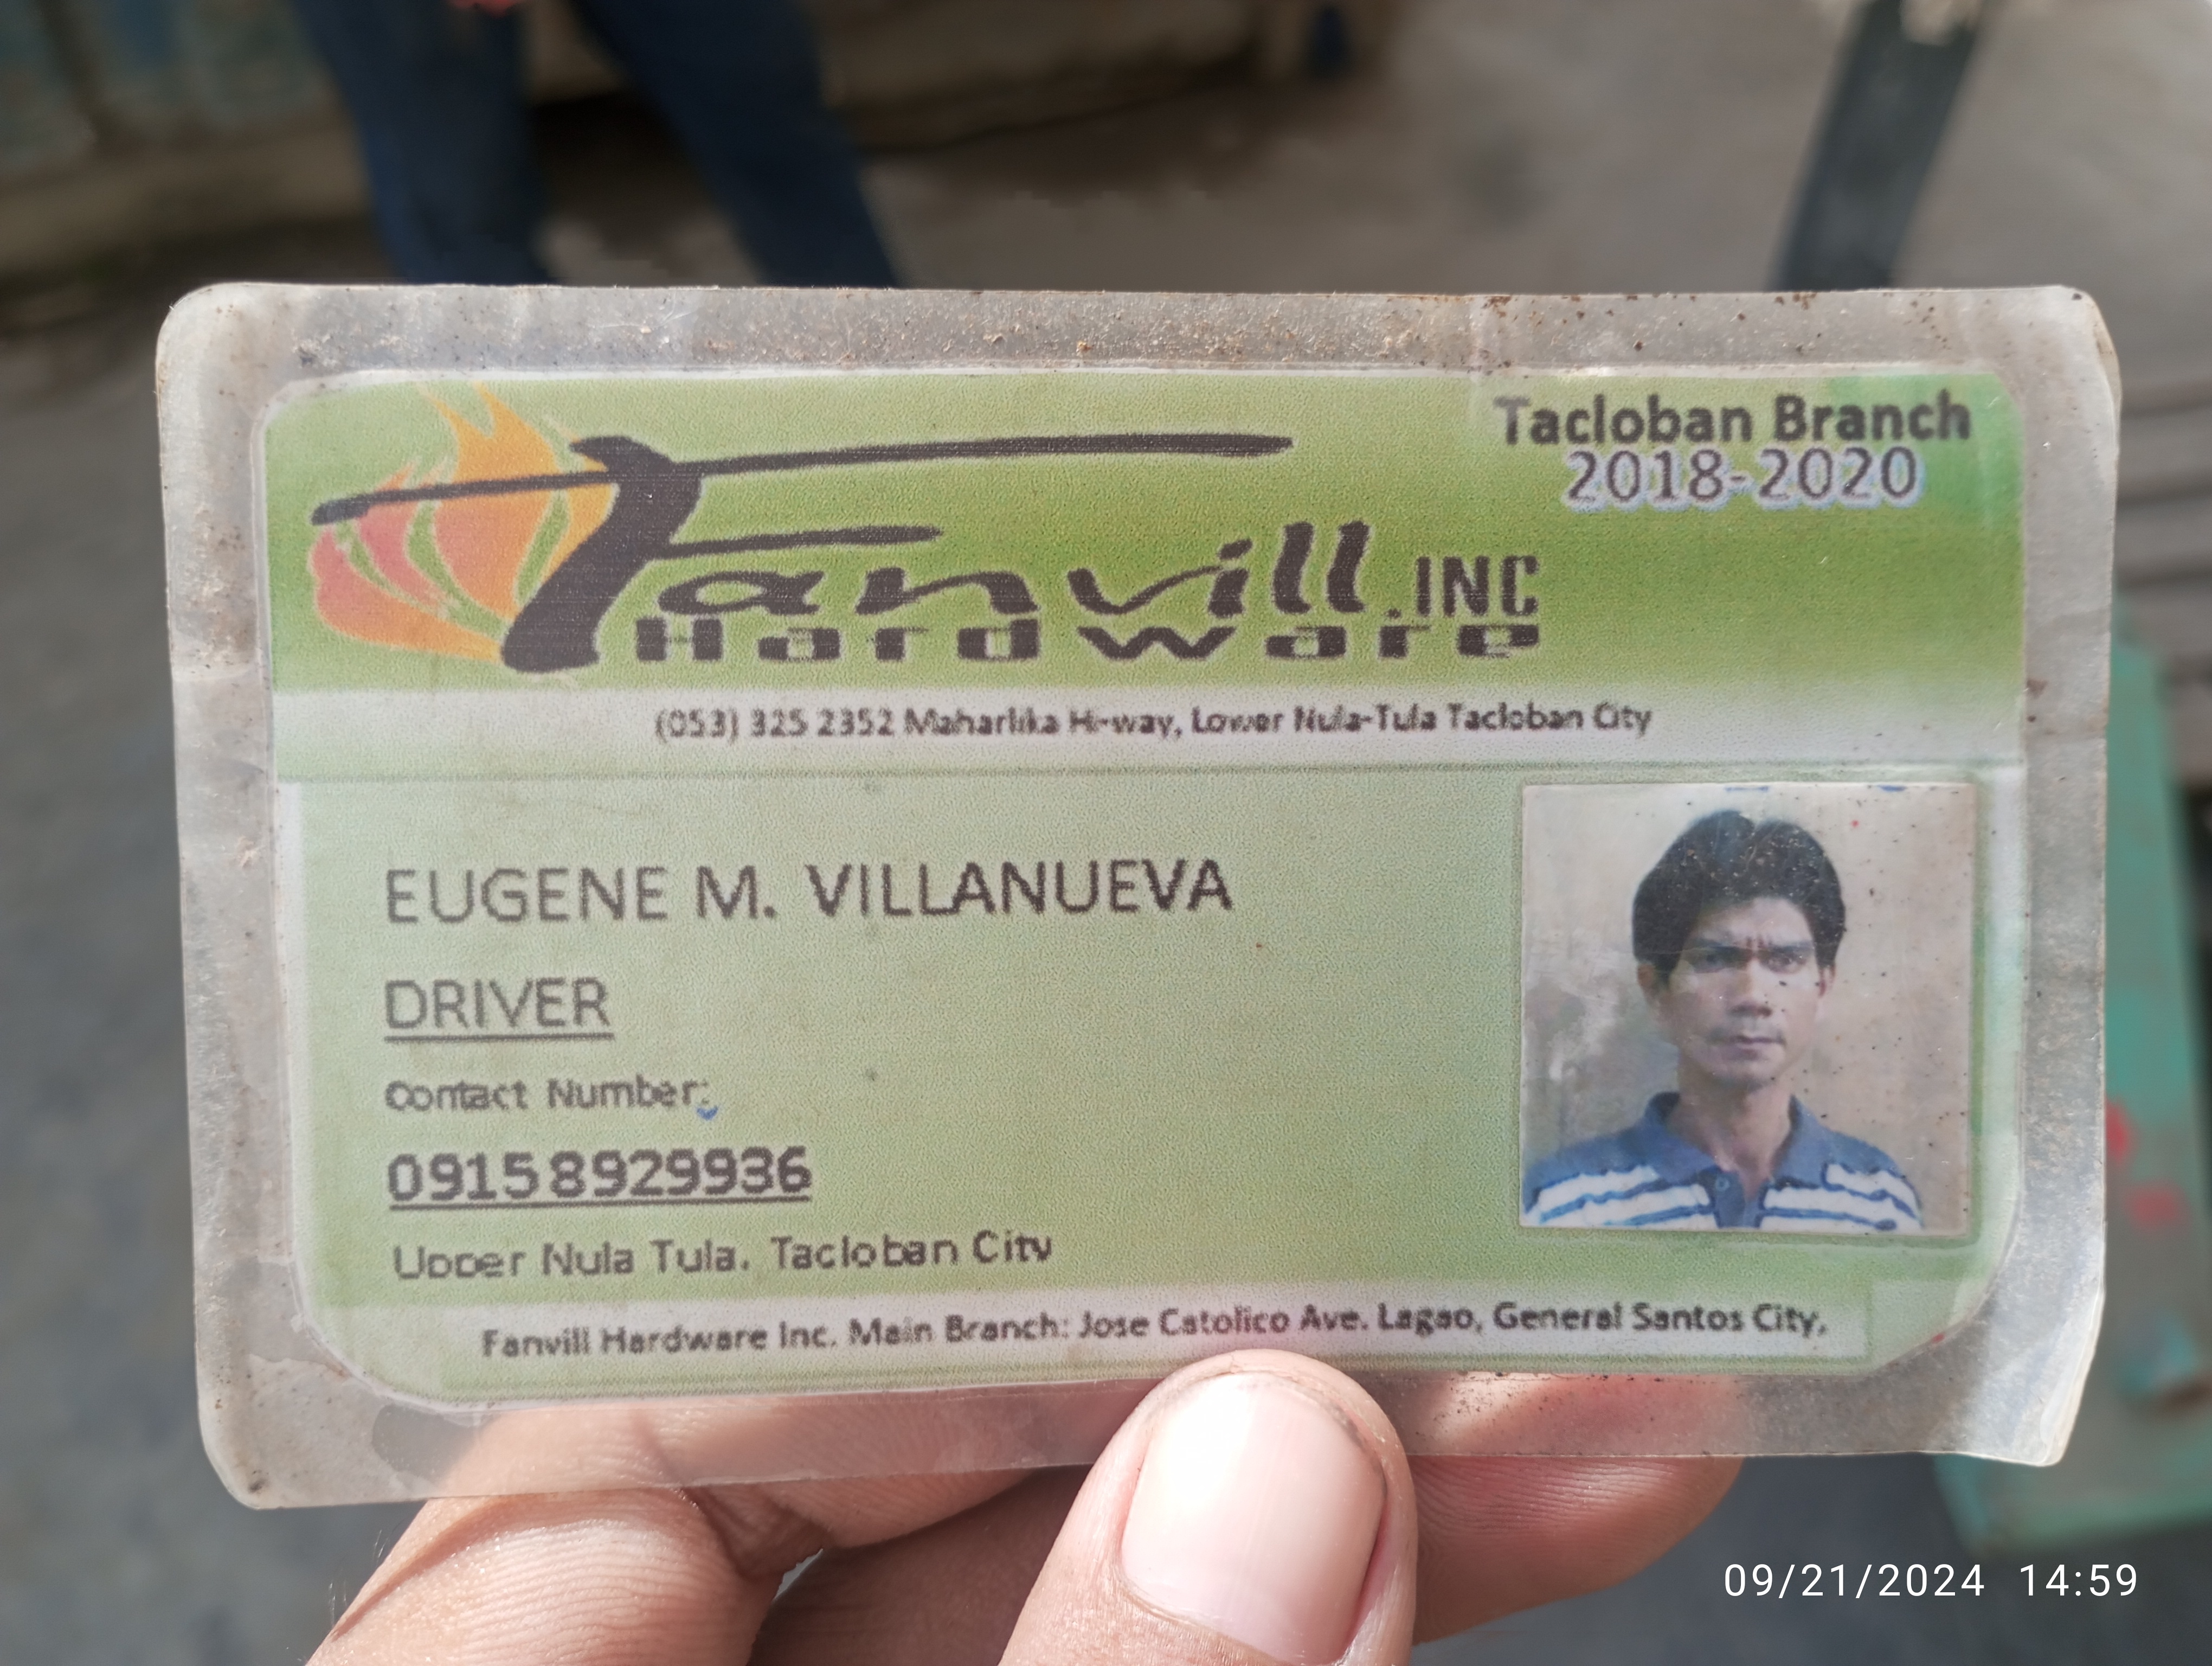 Tacloban Branch
2018-2020
Fanvill.INC
Hardware
(053) 325 2352 Maharlika Hi-way, Lower Nula-Tula Tacloban City
EUGENE M. VILLANUEVA
DRIVER
Contact Number:
09158929936
Upper Nula Tula. Tacloban City
Fanvill Hardware Inc. Main Branch: Jose Catolico Ave. Lagao, General Santos City,
09/21/2024 14:59